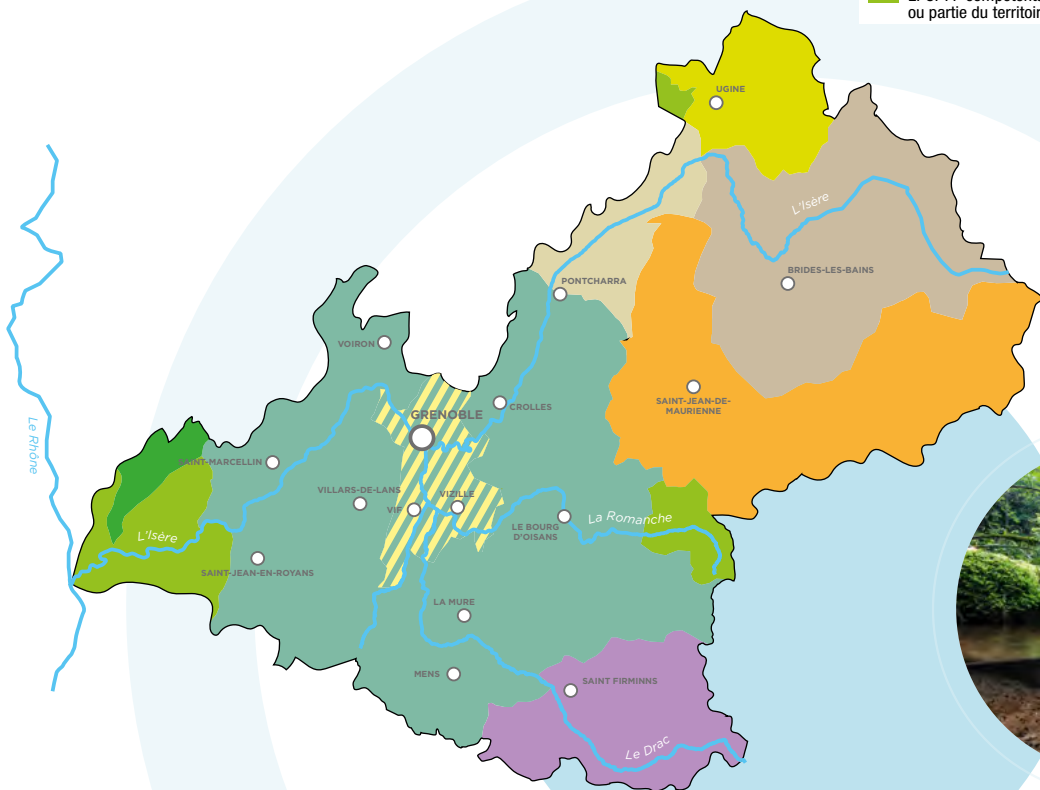 ou partie du territoir
UGINE
L'Isère
BRIDES-LES-BAINS
PONTCHARRA
VOIRON
SAINT-JEAN-DE-
MAURIENNE
CROLLES
GRENOBLE
Le Rhône
SAINT-MARCELLIN
VILLARS-DE-LANS
VIF
VIZILLE
LE BOURG
D'OISANS
La Romanche
L'Isère
SAINT-JEAN-EN-ROYANS
LA MURE
MENS
SAINT FIRMINNS
Le Drac